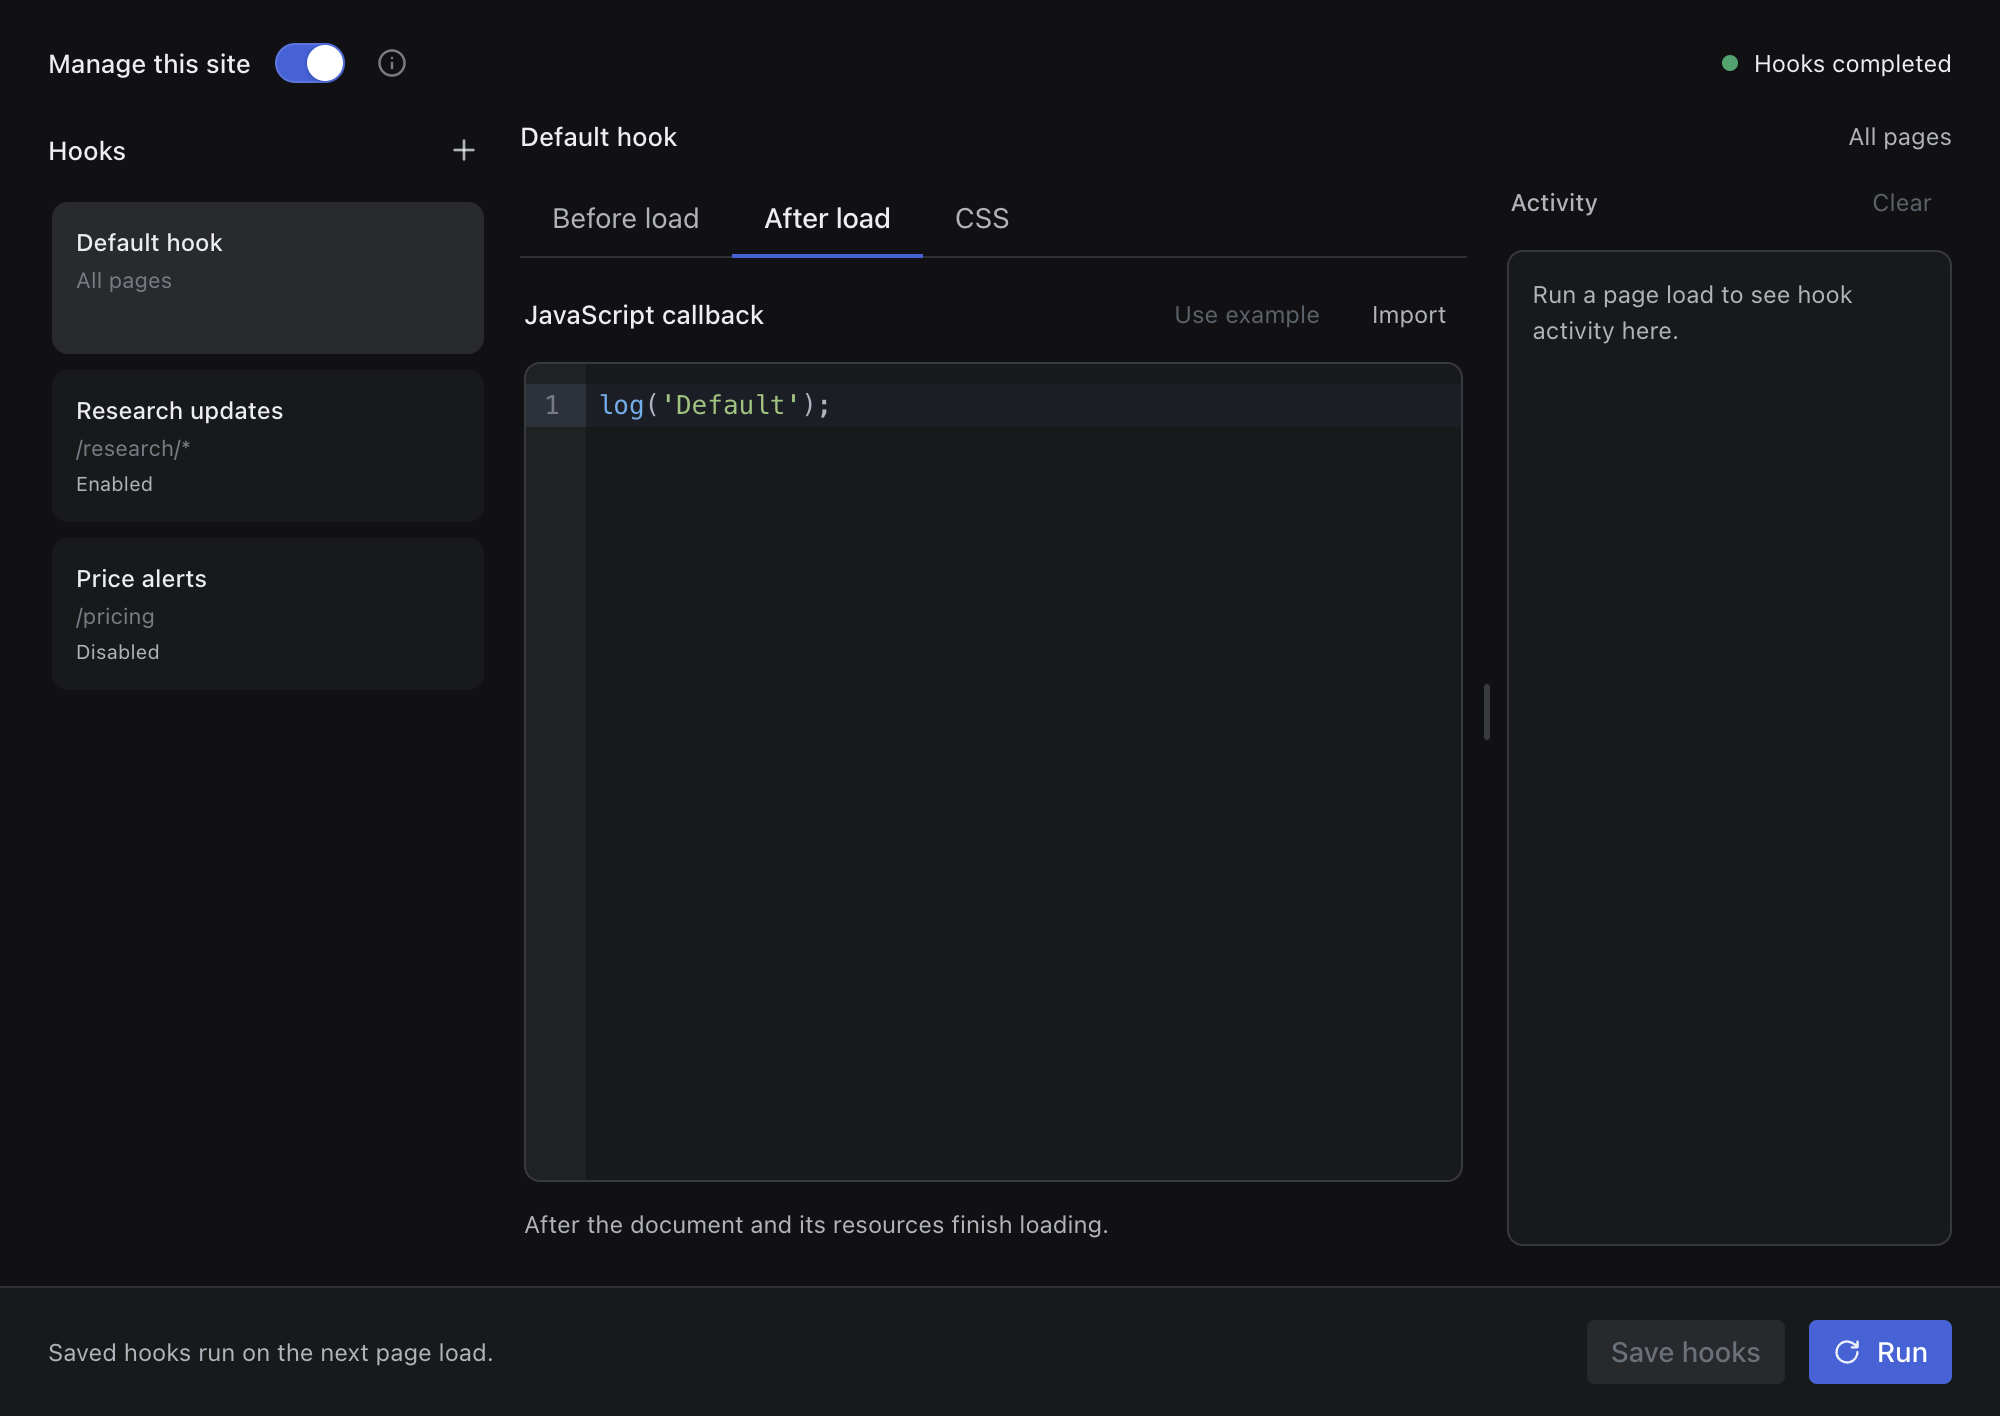 Manage this site
Hooks completed
Hooks
Default hook
All pages
Research updates
/research/*
Enabled
Price alerts
/pricing
Disabled
Default hook
All pages
Before load
After load
CSS
JavaScript callback
Use example
Import
1
log('Default');
After the document and its resources finish loading.
Activity
Clear
Run a page load to see hook
activity here.
Saved hooks run on the next page load.
Save hooks
Run